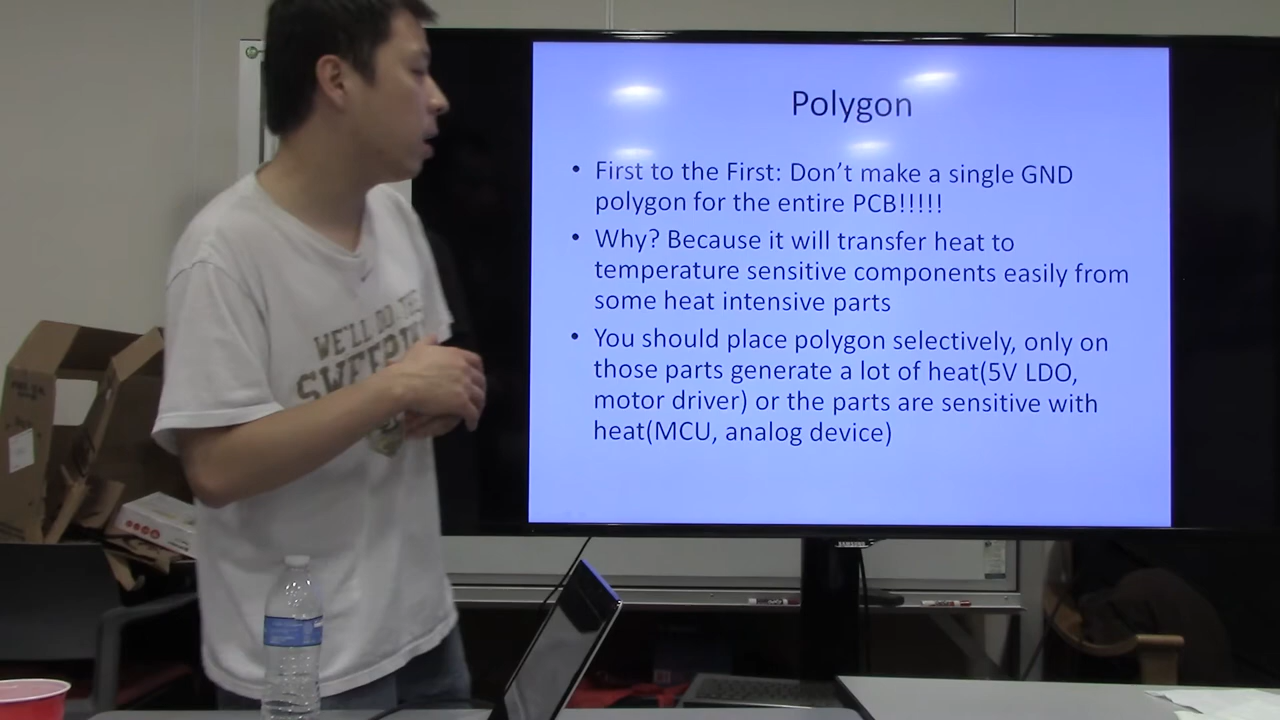 Polygon
• First to the First: Don't make a single GND
polygon for the entire PCB!!!!!
• Why? Because it will transfer heat to
temperature sensitive components easily from
some heat intensive parts
• You should place polygon selectively, only on
those parts generate a lot of heat(5V LDO,
motor driver) or the parts are sensitive with
heat(MCU, analog device)
WE'LL DO THE
SAMSUNG